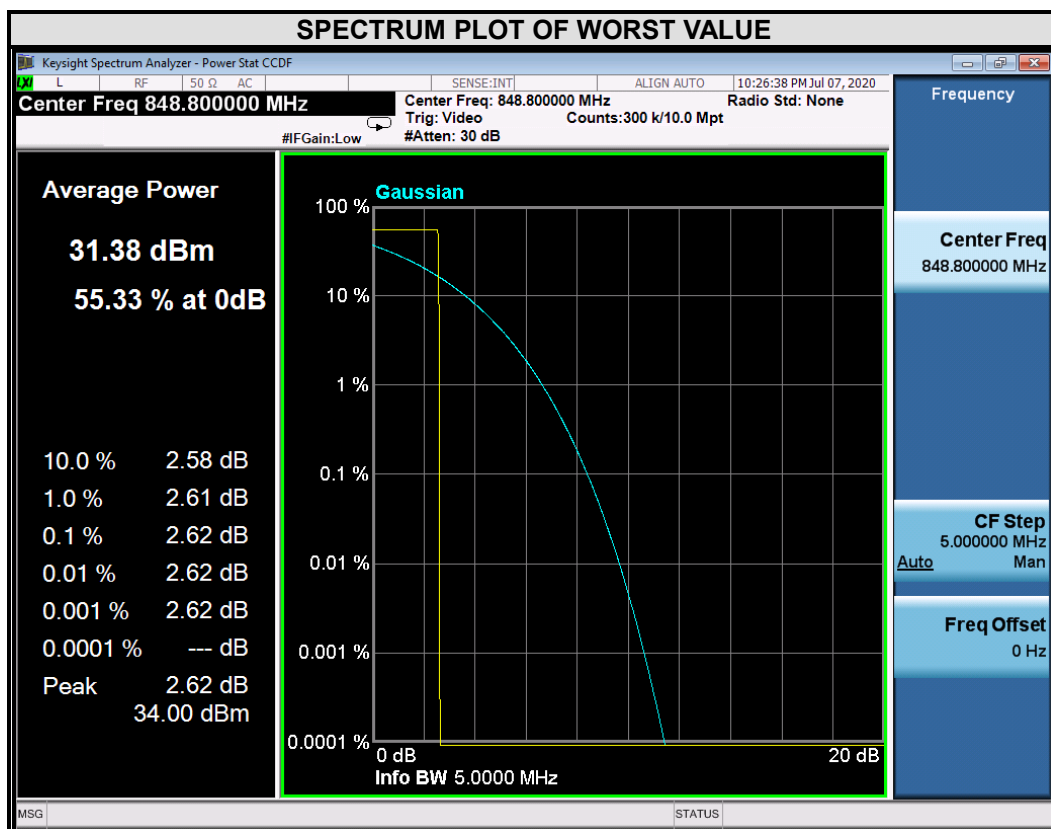 SPECTRUM PLOT OF WORST VALUE
Keysight Spectrum Analyzer - Power Stat CCDF
LXI L RF 50 Ω AC SENSE:INT ALIGN AUTO 10:26:38 PM Jul 07, 2020
Center Freq 848.800000 MHz
#IFGain:Low
Center Freq: 848.800000 MHz
Trig: Video
Counts:300 k/10.0 Mpt
#Atten: 30 dB
Radio Std: None
Average Power
31.38 dBm
55.33 % at 0dB
10.0 % 2.58 dB
1.0 % 2.61 dB
0.1 % 2.62 dB
0.01 % 2.62 dB
0.001 % 2.62 dB
0.0001 % --- dB
Peak 2.62 dB
34.00 dBm
Gaussian
100 %
10 %
1 %
0.1 %
0.01 %
0.001 %
0.0001 %
0 dB
20 dB
Info BW 5.0000 MHz
Frequency
Center Freq
848.800000 MHz
CF Step
5.000000 MHz
Auto Man
Freq Offset
0 Hz
MSG
STATUS